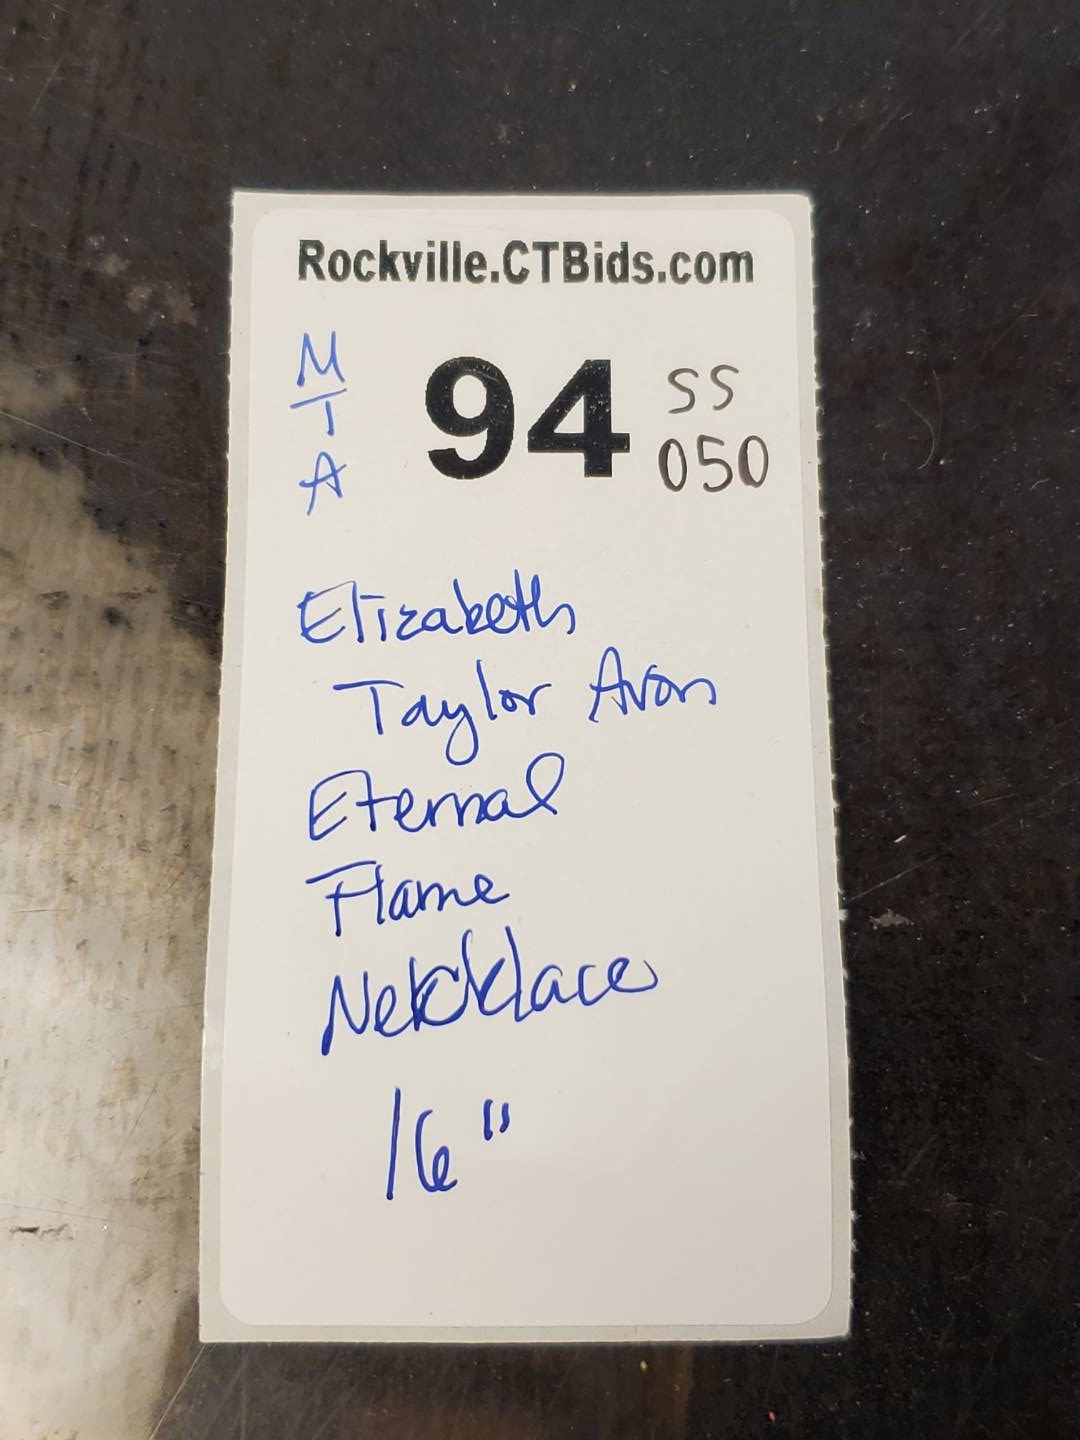 Rockville.CTBids.com
M
T
A
94
SS
050
Elizabeth
Taylor Avon
Eternal
Flame
Neckklace
16"